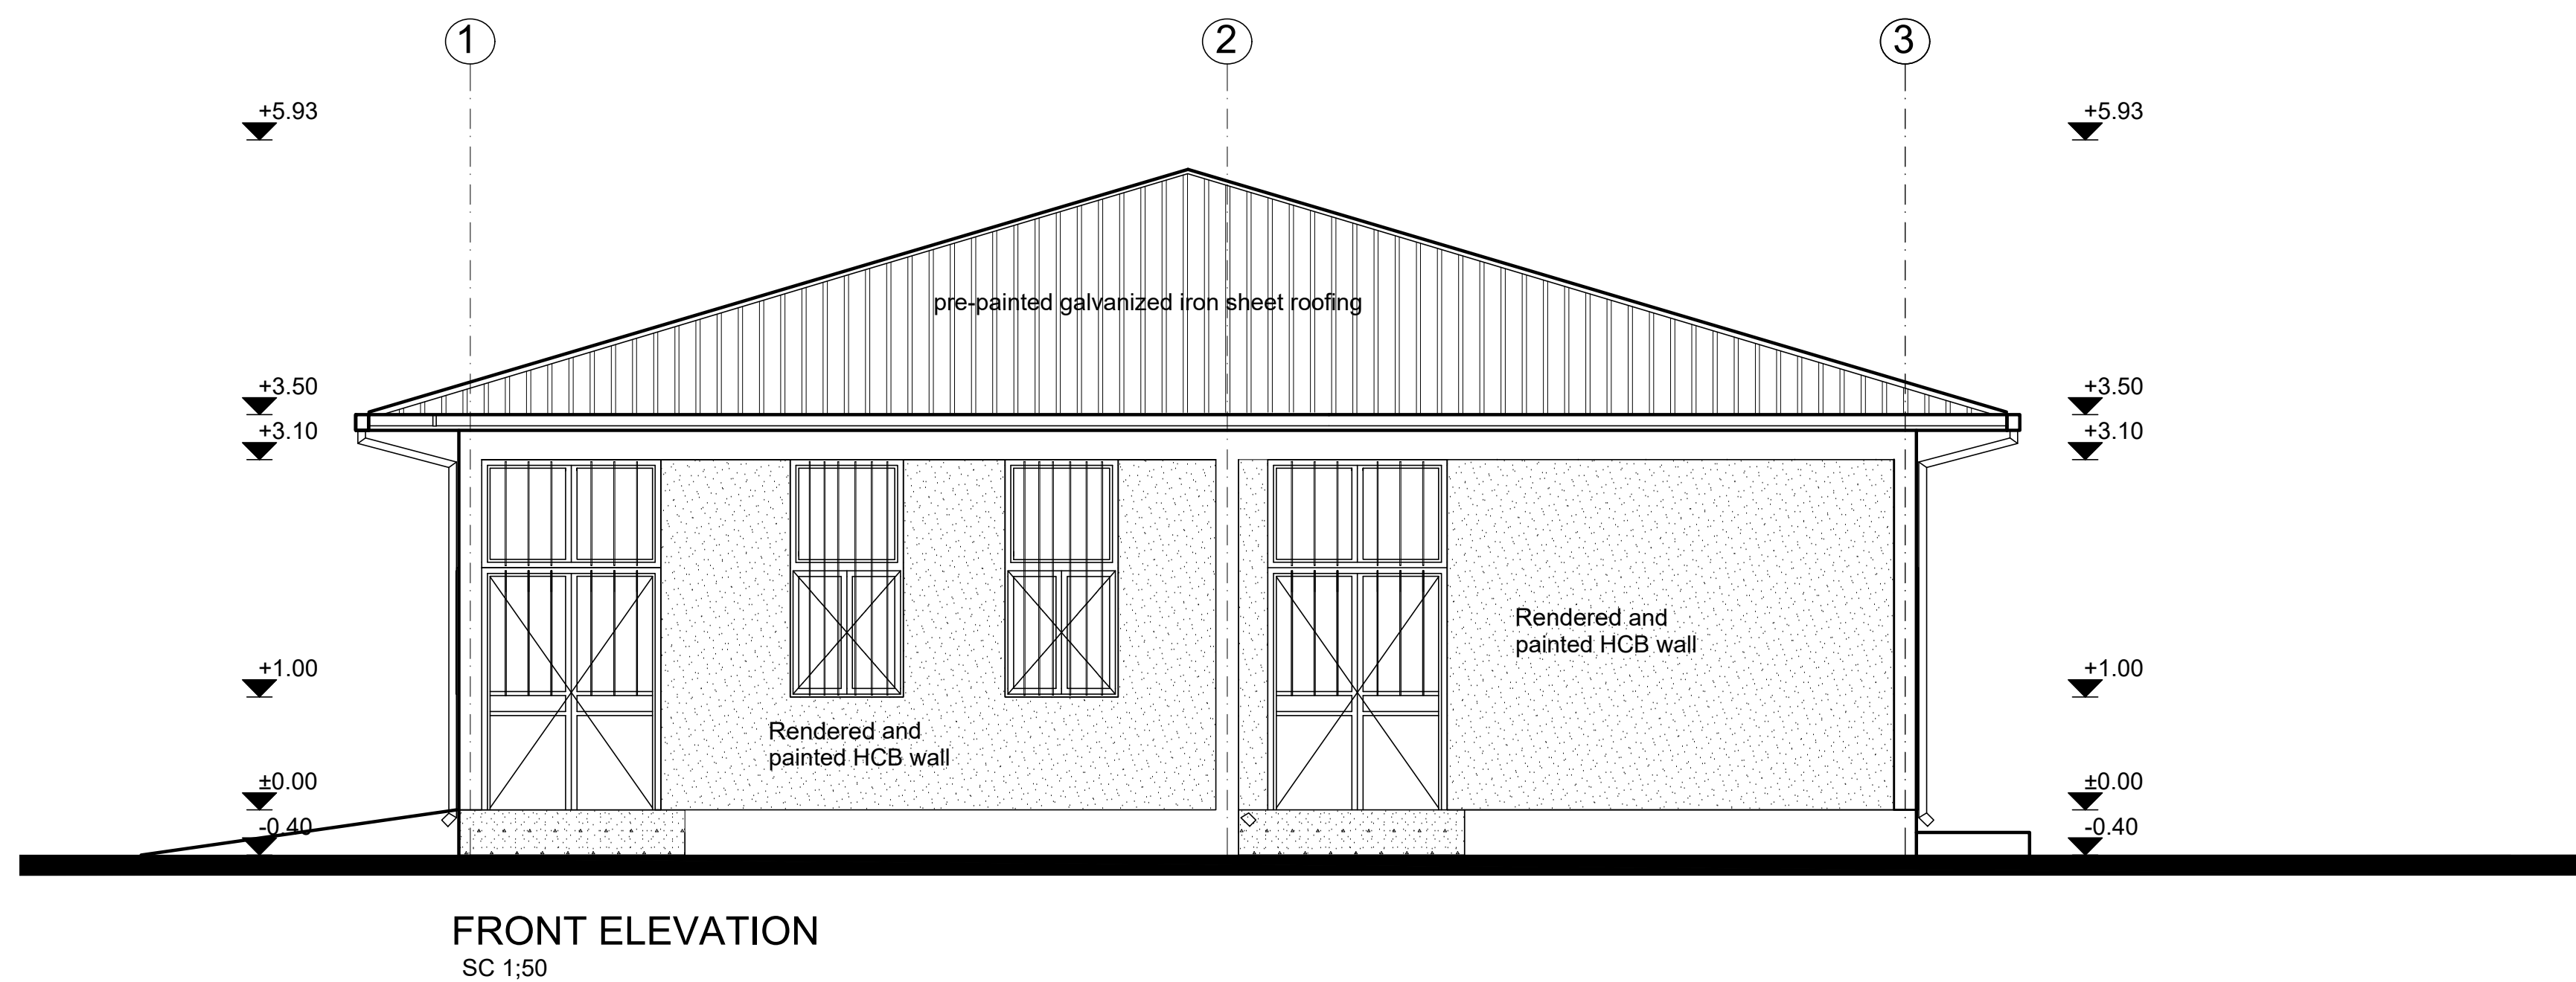 1
2
3
+5.93
+5.93
pre-painted galvanized iron sheet roofing
+3.50
+3.50
+3.10
+3.10
Rendered and
painted HCB wall
+1.00
+1.00
Rendered and
painted HCB wall
±0.00
±0.00
-0.40
-0.40
FRONT ELEVATION
SC 1;50